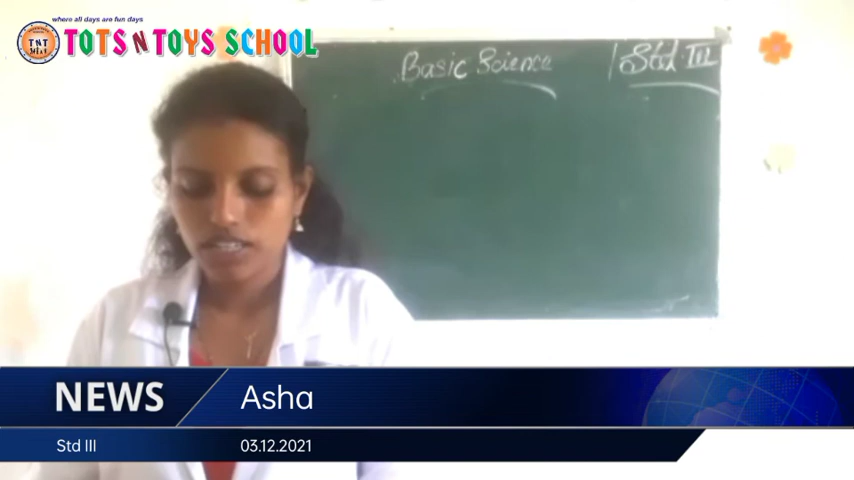 where all days are fun days
TNT
TOTS N TOYS SCHOOL
Basic Science
Std III
NEWS
Asha
Std III
03.12.2021